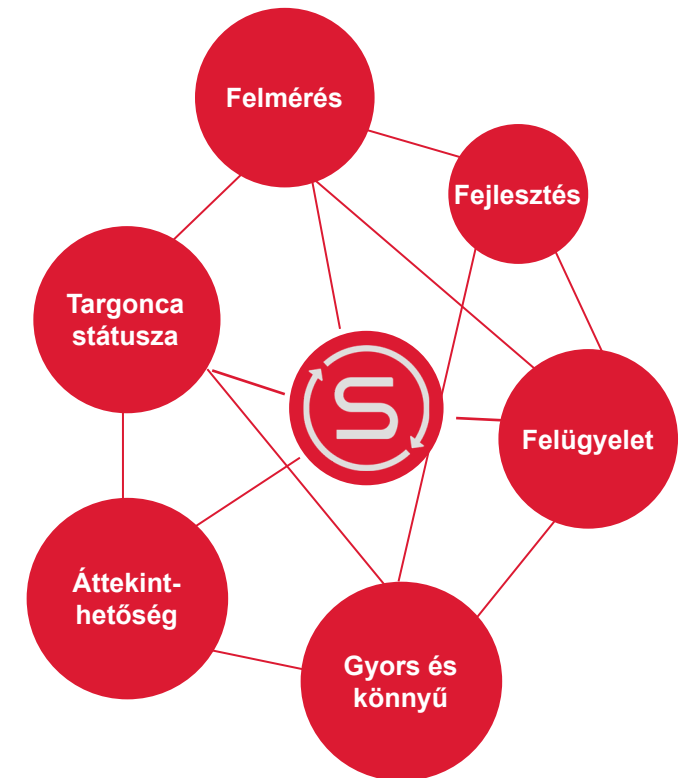 Felmérés
Fejlesztés
Targonca
státusza
S
Felügyelet
Áttekint-
hetőség
Gyors és
könnyű